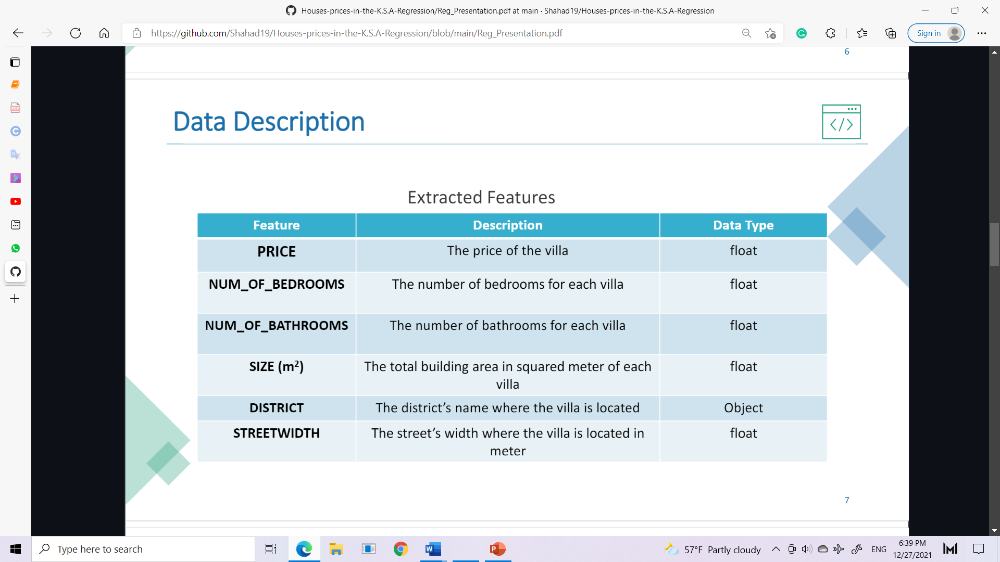 Houses-prices-in-the-K.S.A-Regression/Reg_Presentation.pdf at main · Shahad19/Houses-prices-in-the-K.S.A-Regression
https://github.com/Shahad19/Houses-prices-in-the-K.S.A-Regression/blob/main/Reg_Presentation.pdf
Sign in
6
Data Description
</>
Extracted Features
Feature Description Data Type
PRICE The price of the villa float
NUM_OF_BEDROOMS The number of bedrooms for each villa float
NUM_OF_BATHROOMS The number of bathrooms for each villa float
SIZE (m²) The total building area in squared meter of each float
villa
DISTRICT The district’s name where the villa is located Object
STREETWIDTH The street’s width where the villa is located in float
meter
7
Type here to search
57°F Partly cloudy
ENG
6:39 PM
12/27/2021